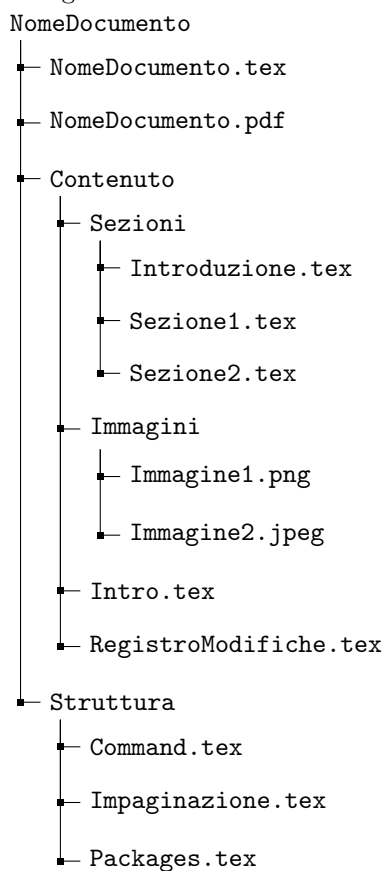 NomeDocumento
NomeDocumento.tex
NomeDocumento.pdf
Contenuto
Sezioni
Introduzione.tex
Sezione1.tex
Sezione2.tex
Immagini
Immagine1.png
Immagine2.jpeg
Intro.tex
RegistroModifiche.tex
Struttura
Command.tex
Impaginazione.tex
Packages.tex